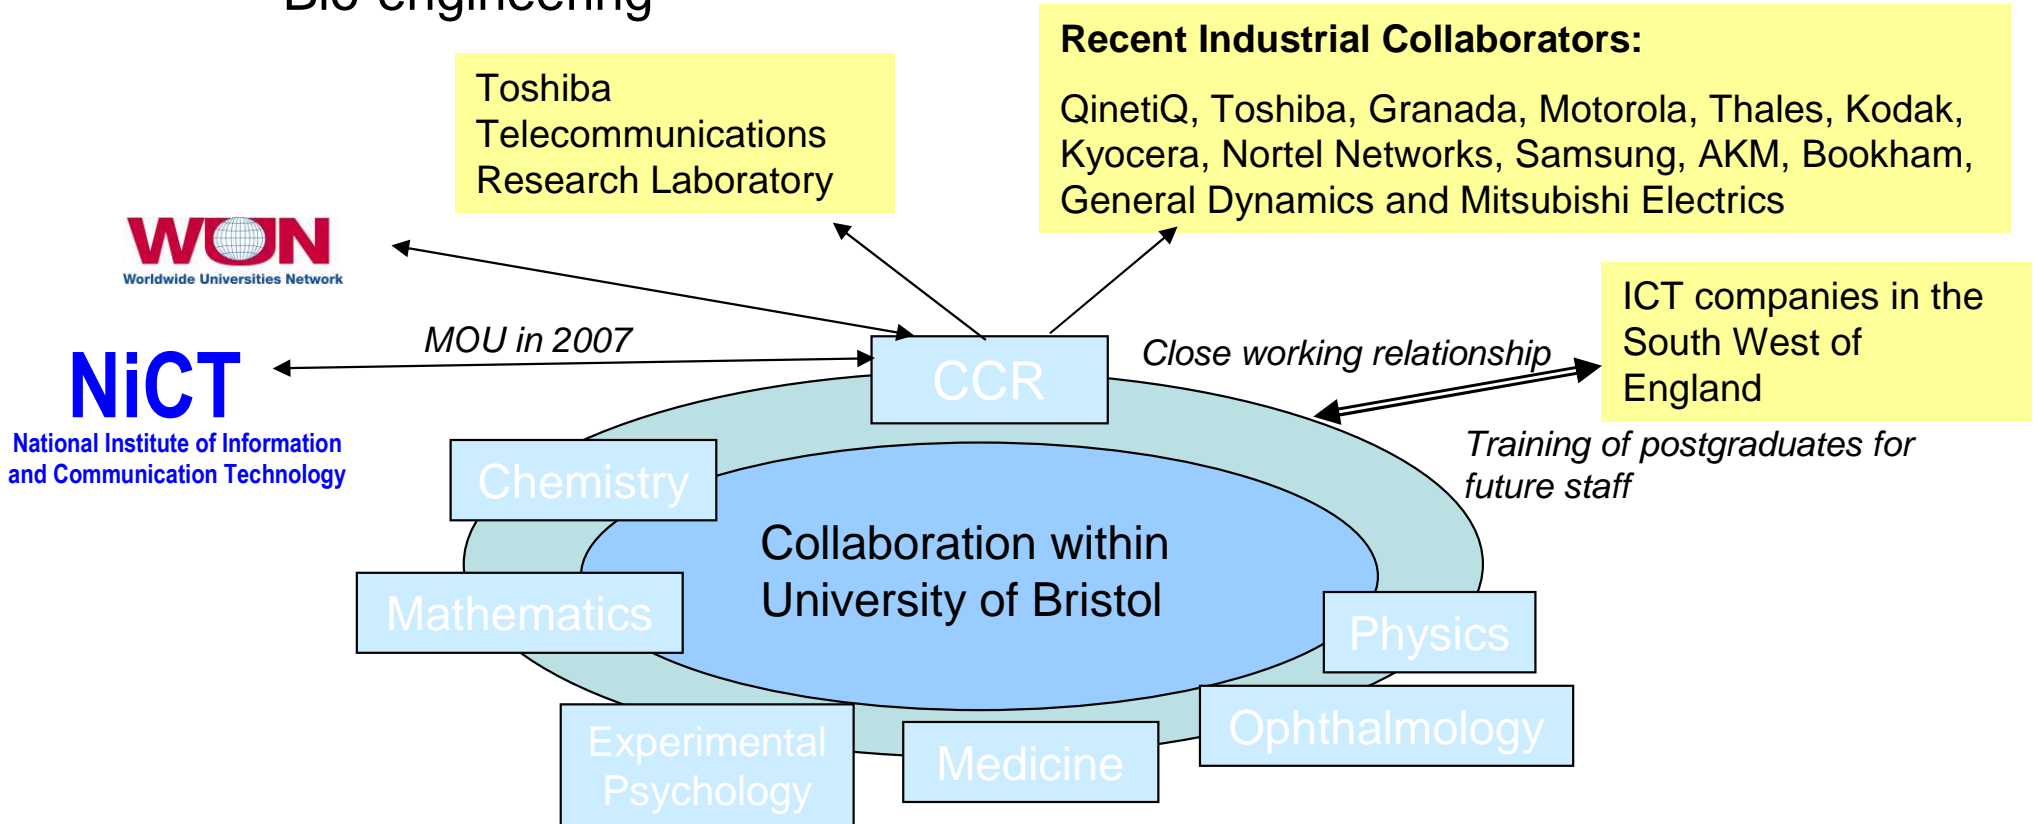 Bio-engineering
Recent Industrial Collaborators:
QinetiQ, Toshiba, Granada, Motorola, Thales, Kodak,
Kyocera, Nortel Networks, Samsung, AKM, Bookham,
General Dynamics and Mitsubishi Electrics
Toshiba
Telecommunications
Research Laboratory
WUN
Worldwide Universities Network
ICT companies in the
South West of
England
MOU in 2007
Close working relationship
NiCT
National Institute of Information
and Communication Technology
CCR
Training of postgraduates for
future staff
Chemistry
Collaboration within
University of Bristol
Mathematics
Physics
Ophthalmology
Experimental
Psychology
Medicine